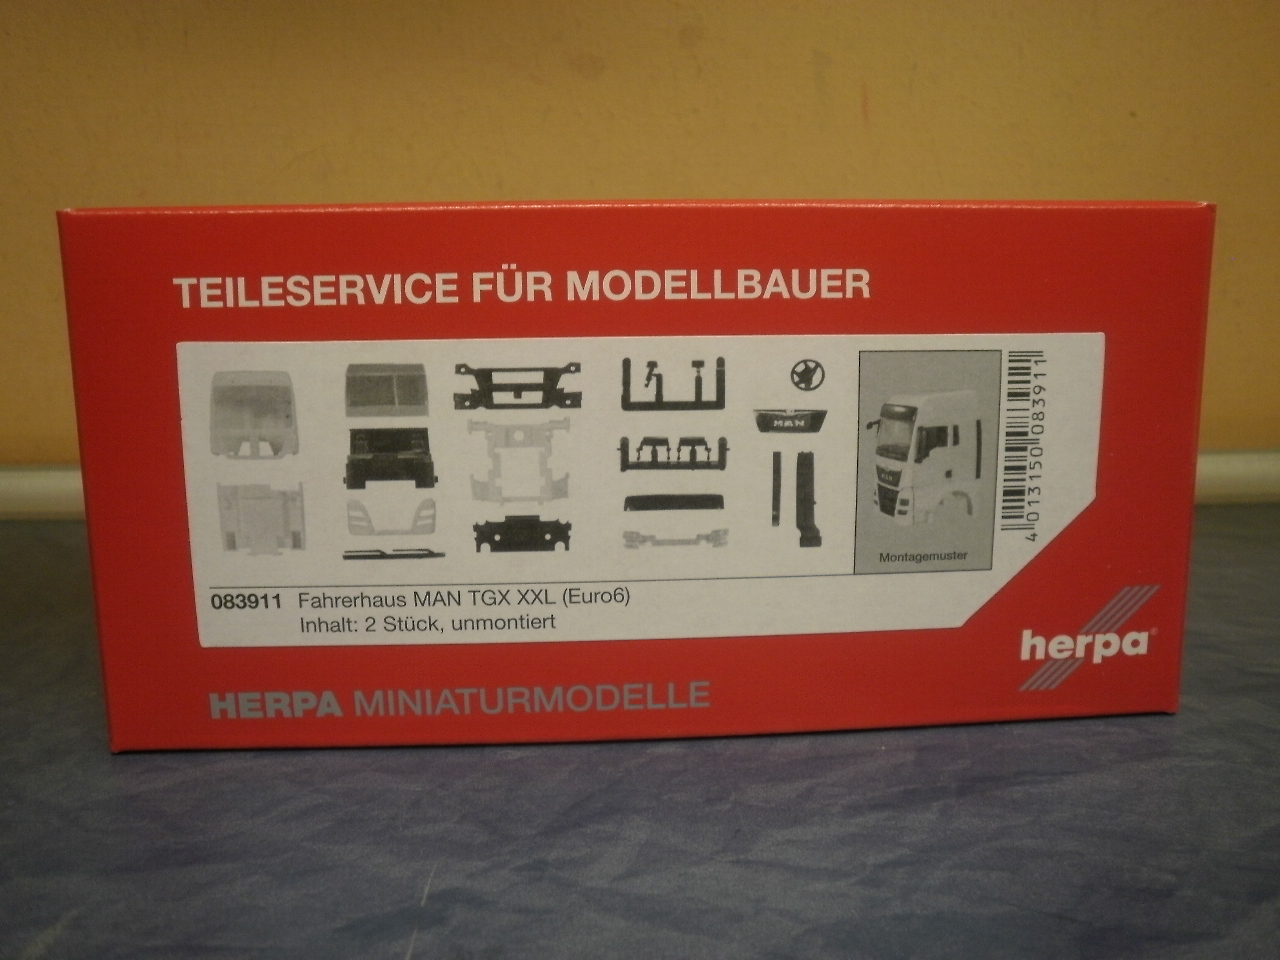 TEILESERVICE FÜR MODELLBAUER
MAN
Montagemuster
4 013150 083911
083911 Fahrerhaus MAN TGX XXL (Euro6)
Inhalt: 2 Stück, unmontiert
herpa®
HERPA MINIATURMODELLE